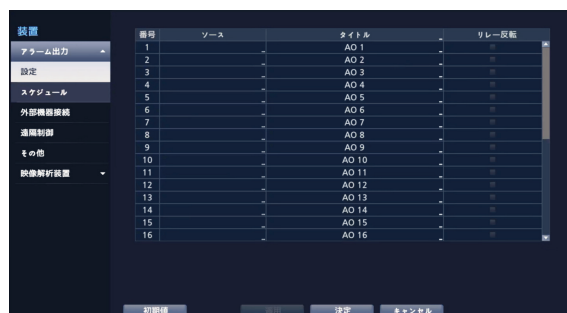 装置
アラーム出力
設定
スケジュール
外部機器接続
遠隔制御
その他
映像解析装置
番号 ソース タイトル リレー反転
1 AO 1
2 AO 2
3 AO 3
4 AO 4
5 AO 5
6 AO 6
7 AO 7
8 AO 8
9 AO 9
10 AO 10
11 AO 11
12 AO 12
13 AO 13
14 AO 14
15 AO 15
16 AO 16
初期値 決定 キャンセル